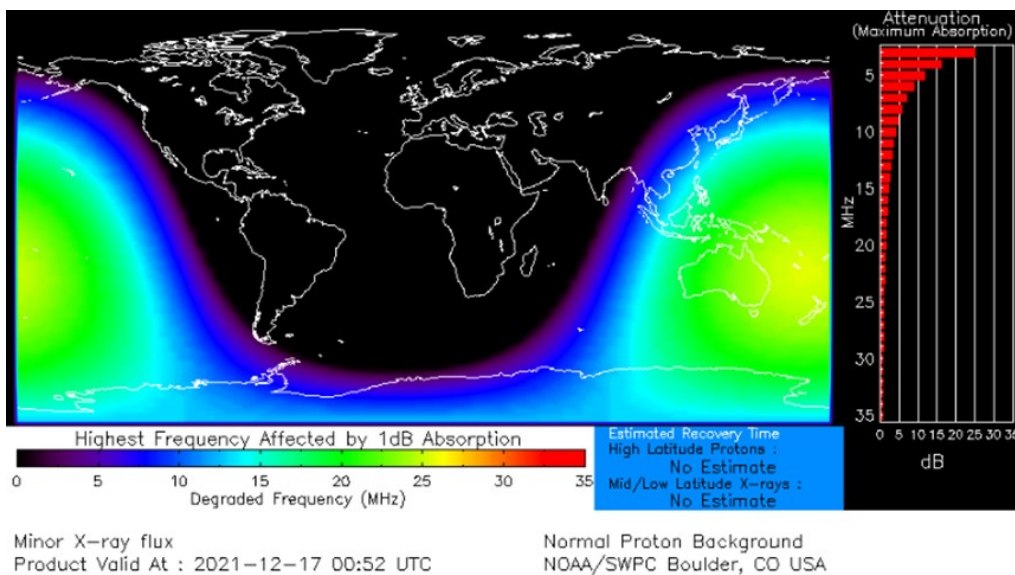 Attenuation
(Maximum Absorption)
5
10
15
MHz
20
25
30
35
0 5 10 15 20 25 30 35
dB
Highest Frequency Affected by 1dB Absorption
0 5 10 15 20 25 30 35
Degraded Frequency (MHz)
Estimated Recovery Time
High Latitude Protons :
No Estimate
Mid/Low Latitude X-rays :
No Estimate
Minor X-ray flux
Product Valid At : 2021-12-17 00:52 UTC
Normal Proton Background
NOAA/SWPC Boulder, CO USA